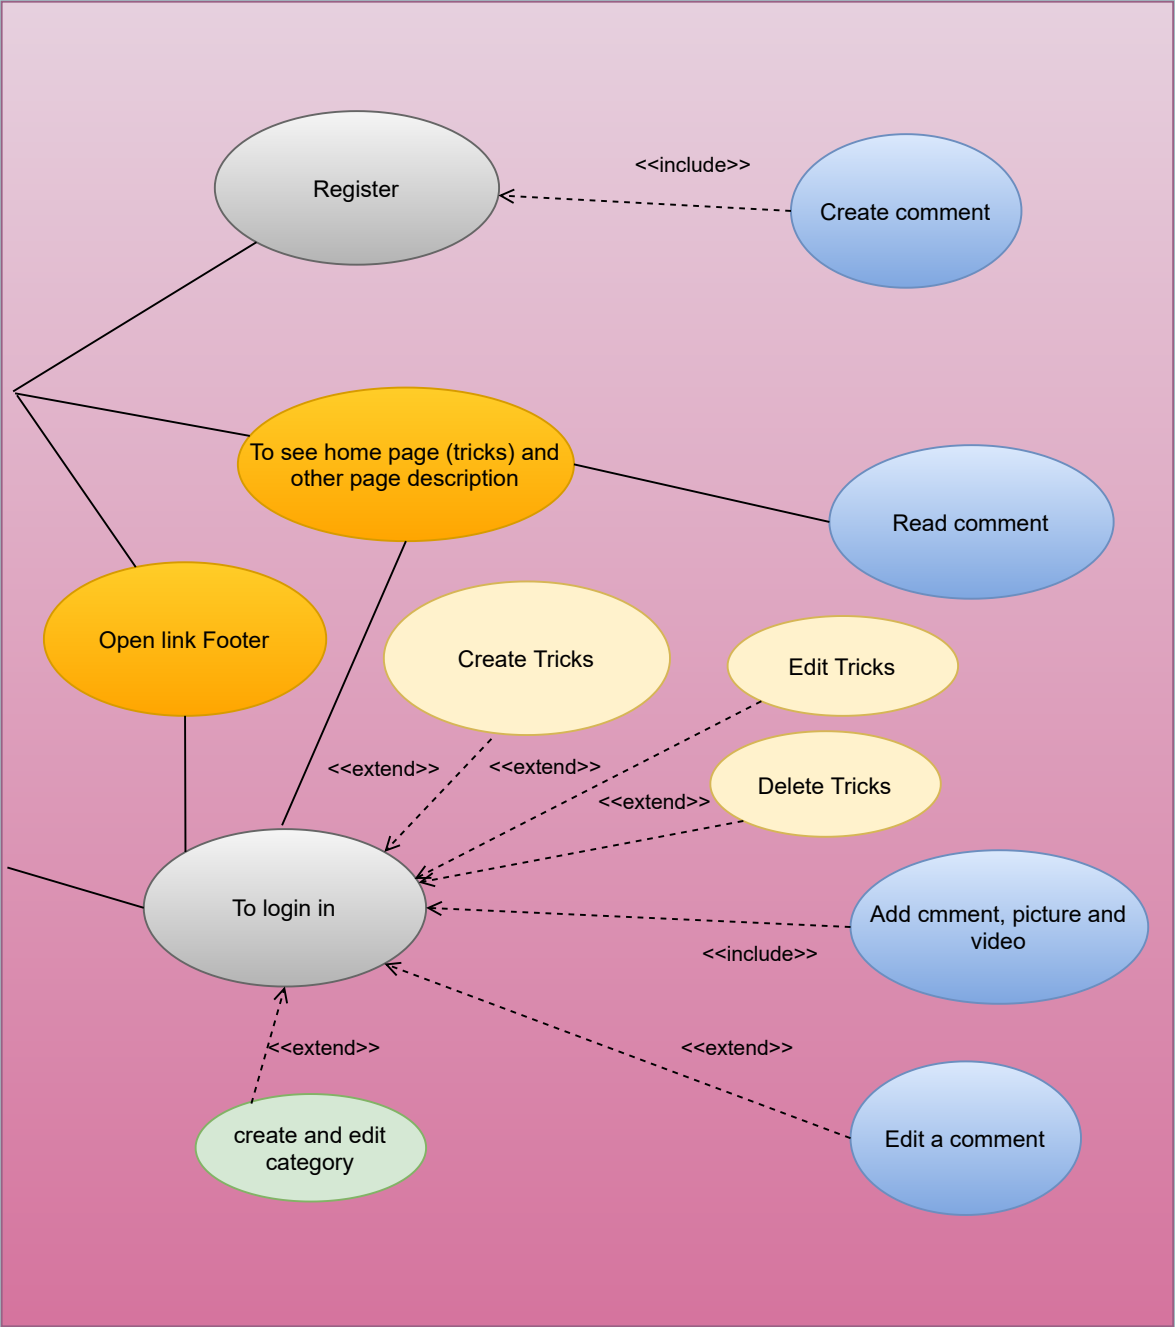 <<include>>
Register
Create comment
To see home page (tricks) and
other page description
Read comment
Open link Footer
Create Tricks
Edit Tricks
<<extend>>
<<extend>>
Delete Tricks
<<extend>>
To login in
Add cmment, picture and
video
<<include>>
<<extend>>
<<extend>>
create and edit
category
Edit a comment